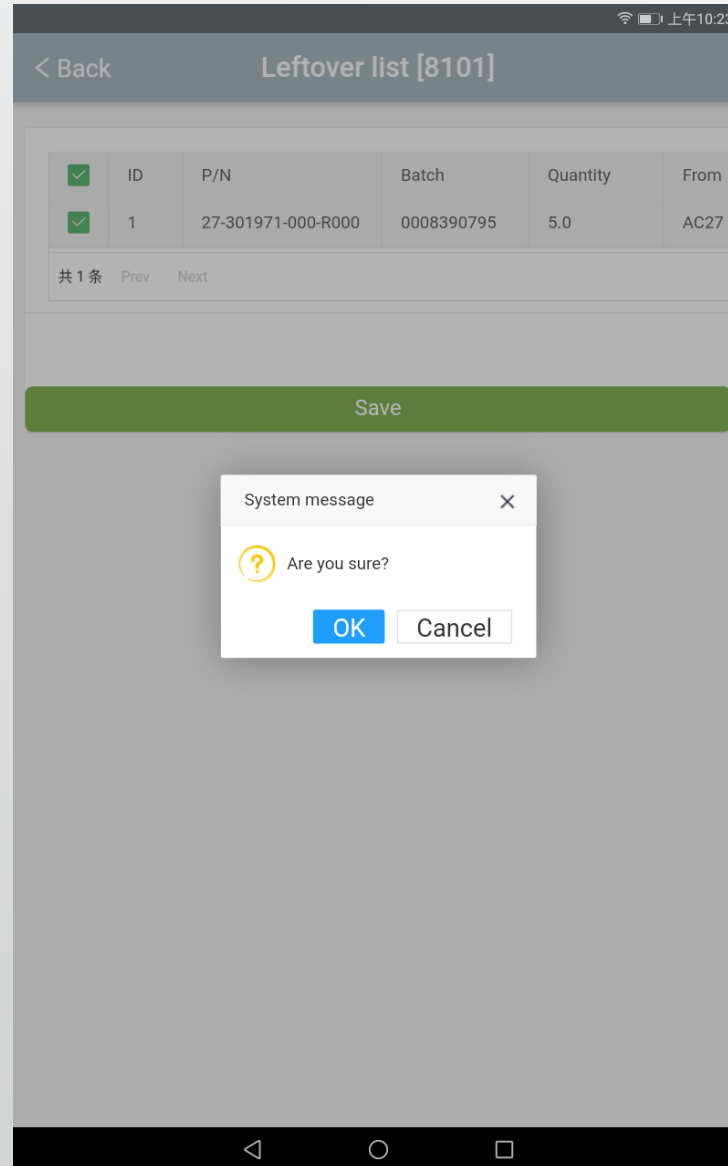 上午10:23
Back Leftover list [8101]
ID P/N Batch Quantity From
1 27-301971-000-R000 0008390795 5.0 AC27
共 1 条 Prev Next
Save
System message
Are you sure?
OK Cancel